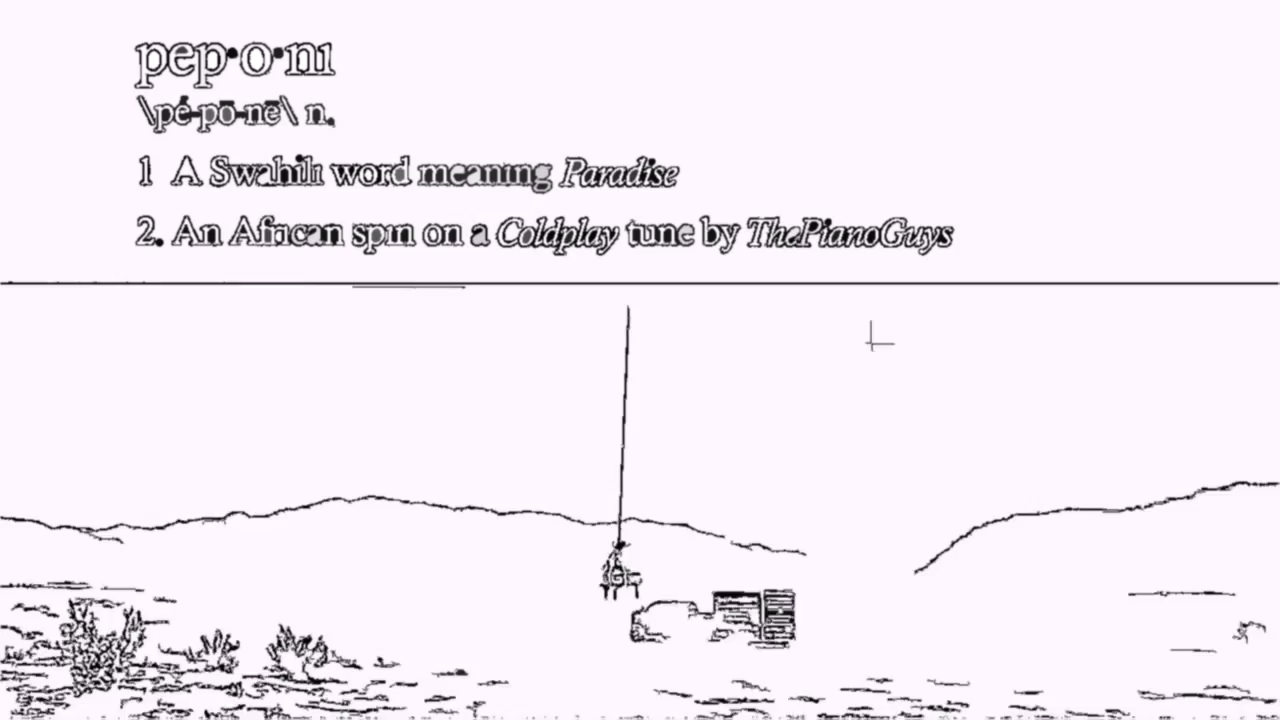 pep•o•ni
\pé-pō-nē\ n.
1 A Swahili word meaning Paradise
2. An African spin on a Coldplay tune by ThePianoGuys